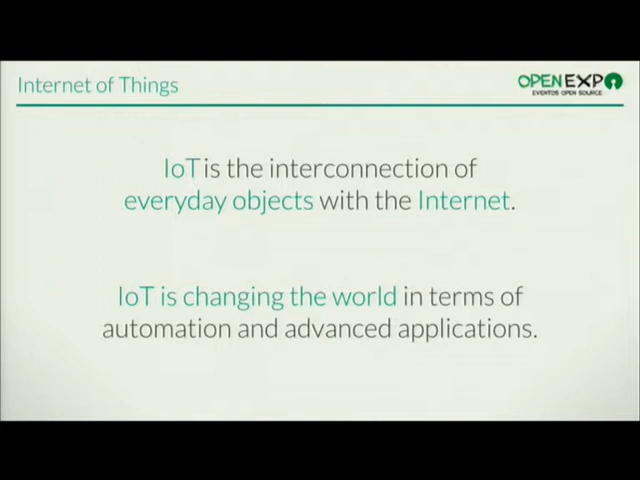 Internet of Things
OPENEXPO
EVENTOS OPEN SOURCE
IoT is the interconnection of
everyday objects with the Internet.
IoT is changing the world in terms of
automation and advanced applications.